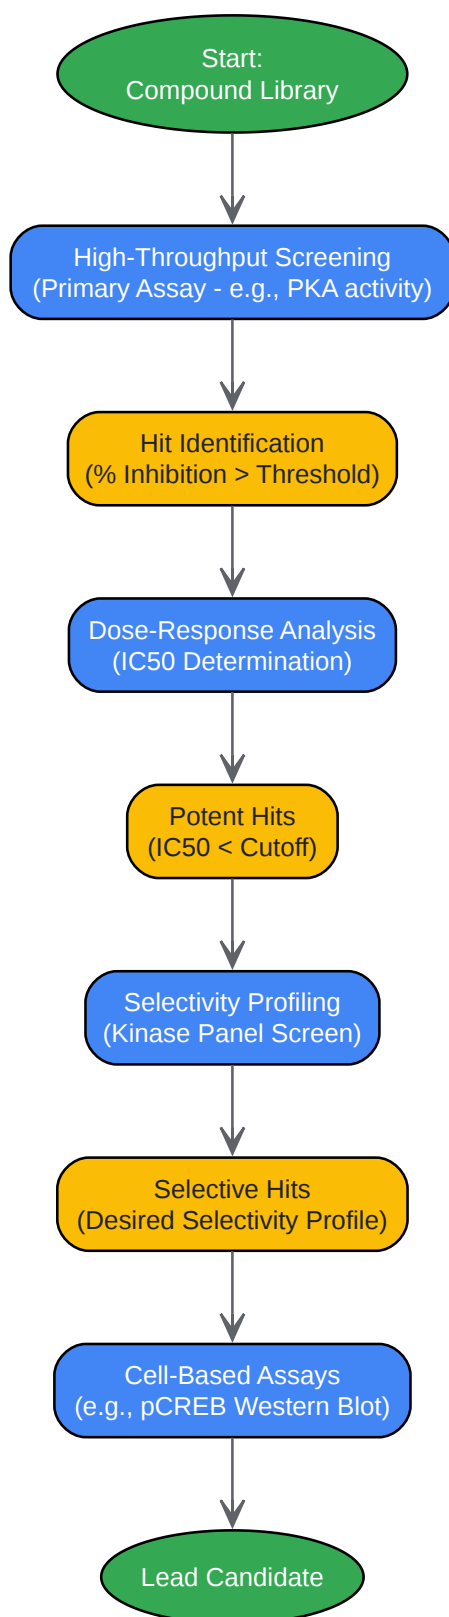 Start:
Compound Library
High-Throughput Screening
(Primary Assay - e.g., PKA activity)
Hit Identification
(% Inhibition > Threshold)
Dose-Response Analysis
(IC50 Determination)
Potent Hits
(IC50 < Cutoff)
Selectivity Profiling
(Kinase Panel Screen)
Selective Hits
(Desired Selectivity Profile)
Cell-Based Assays
(e.g., pCREB Western Blot)
Lead Candidate